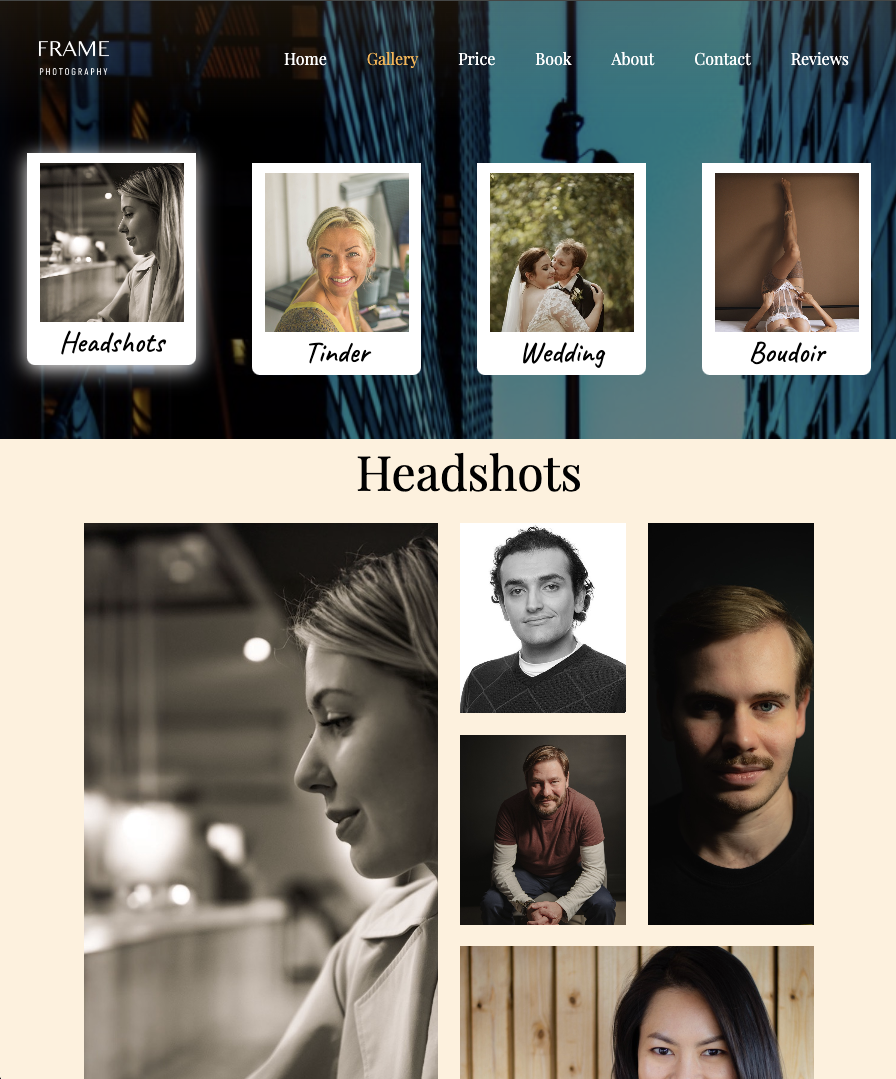 FRAME
PHOTOGRAPHY
Home Gallery Price Book About Contact Reviews
Headshots
Tinder
Wedding
Boudoir
Headshots